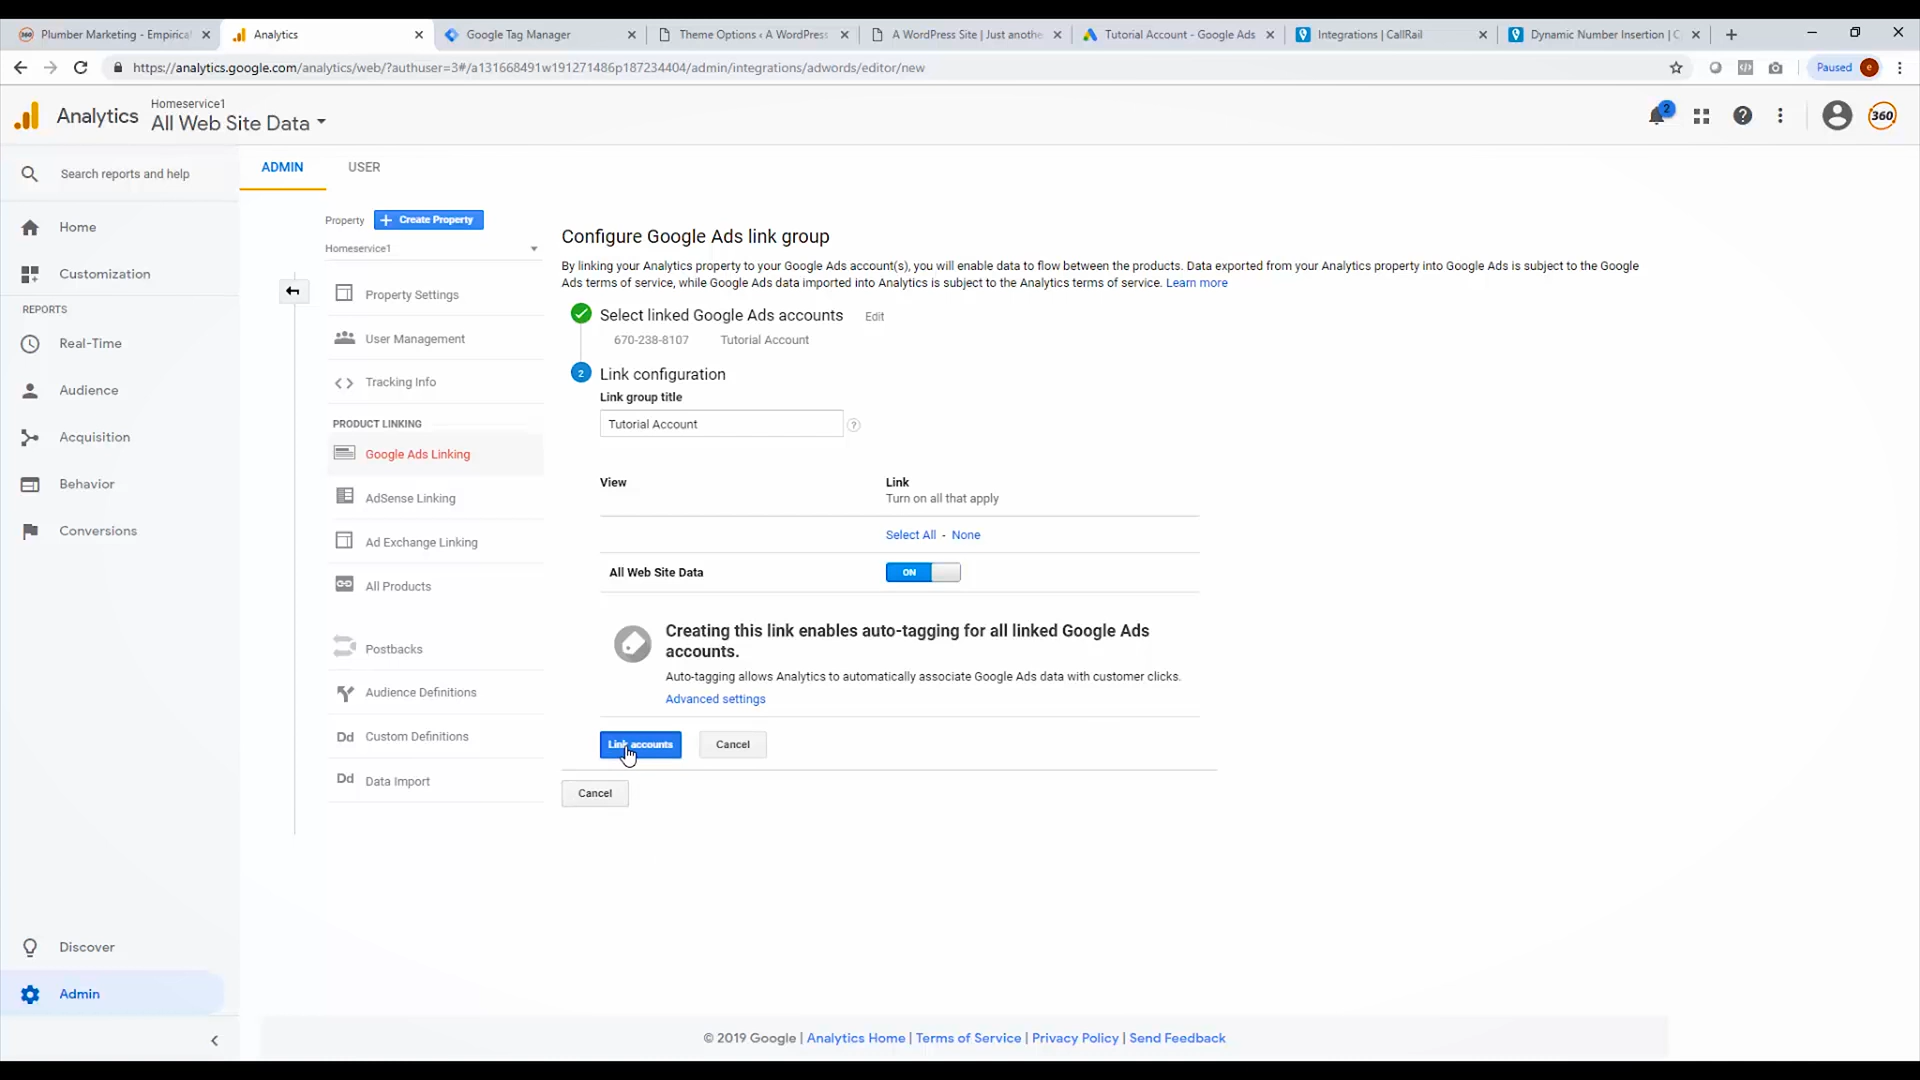 Plumber Marketing - Empirica
Analytics
Google Tag Manager
Theme Options ‹ A WordPress
A WordPress Site | Just anothe
Tutorial Account - Google Ads
Integrations | CallRail
Dynamic Number Insertion | C
https://analytics.google.com/analytics/web/?authuser=3#/a131668491w191271486p187234404/admin/integrations/adwords/editor/new
Paused
e
Analytics
Homeservice1
All Web Site Data
2
360
Search reports and help
ADMIN
USER
Home
Customization
REPORTS
Real-Time
Audience
Acquisition
Behavior
Conversions
Discover
Admin
Property
+ Create Property
Homeservice1
Property Settings
User Management
Tracking Info
PRODUCT LINKING
Google Ads Linking
AdSense Linking
Ad Exchange Linking
All Products
Postbacks
Audience Definitions
Dd Custom Definitions
Dd Data Import
Configure Google Ads link group
By linking your Analytics property to your Google Ads account(s), you will enable data to flow between the products. Data exported from your Analytics property into Google Ads is subject to the Google
Ads terms of service, while Google Ads data imported into Analytics is subject to the Analytics terms of service. Learn more
Select linked Google Ads accounts Edit
670-238-8107 Tutorial Account
2 Link configuration
Link group title
Tutorial Account
?
View
Link
Turn on all that apply
Select All - None
All Web Site Data
ON
Creating this link enables auto-tagging for all linked Google Ads
accounts.
Auto-tagging allows Analytics to automatically associate Google Ads data with customer clicks.
Advanced settings
Link accounts
Cancel
Cancel
© 2019 Google | Analytics Home | Terms of Service | Privacy Policy | Send Feedback